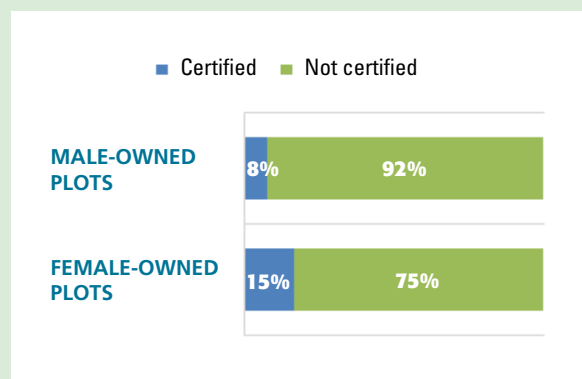 Certified Not certified
MALE-OWNED
PLOTS
8% 92%
FEMALE-OWNED
PLOTS
15% 75%